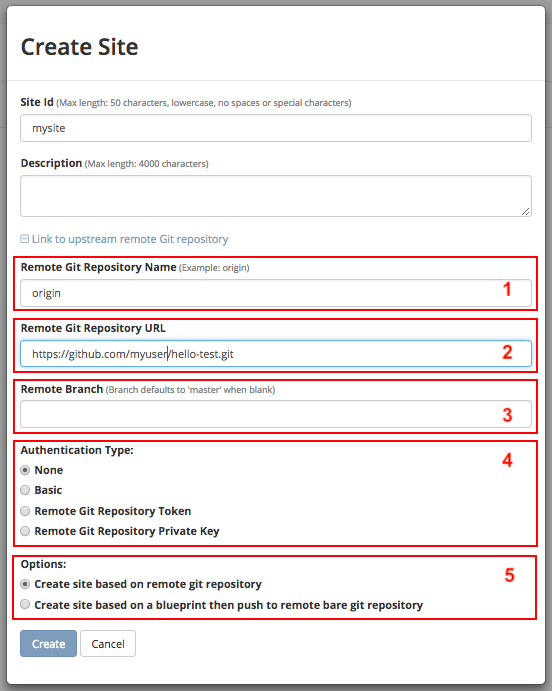 Create Site
Site Id (Max length: 50 characters, lowercase, no spaces or special characters)
mysite
Description (Max length: 4000 characters)
Link to upstream remote Git repository
Remote Git Repository Name (Example: origin)
origin 1
Remote Git Repository URL
https://github.com/myuser/hello-test.git 2
Remote Branch (Branch defaults to 'master' when blank)
3
Authentication Type: 4
None
Basic
Remote Git Repository Token
Remote Git Repository Private Key
Options: 5
Create site based on remote git repository
Create site based on a blueprint then push to remote bare git repository
Create Cancel